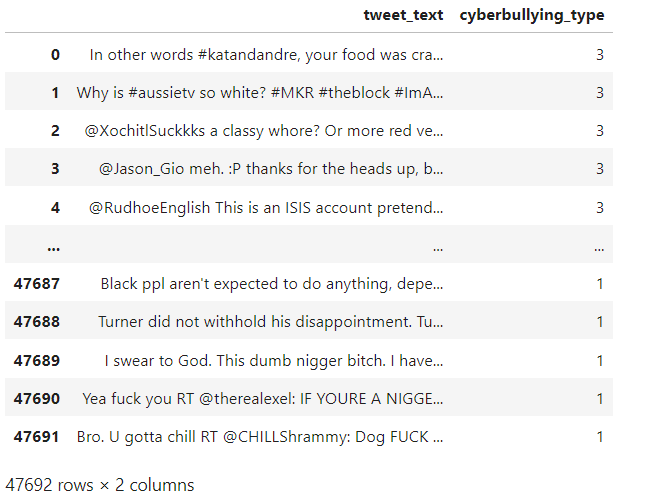 tweet_text cyberbullying_type
0 In other words #katandandre, your food was cra... 3
1 Why is #aussietv so white? #MKR #theblock #ImA... 3
2 @XochitlSuckkks a classy whore? Or more red ve... 3
3 @Jason_Gio meh. :P thanks for the heads up, b... 3
4 @RudhoeEnglish This is an ISIS account pretend... 3
... ... ...
47687 Black ppl aren't expected to do anything, depe... 1
47688 Turner did not withhold his disappointment. Tu... 1
47689 I swear to God. This dumb nigger bitch. I have... 1
47690 Yea fuck you RT @therealexel: IF YOURE A NIGGE... 1
47691 Bro. U gotta chill RT @CHILLShrammy: Dog FUCK ... 1
47692 rows × 2 columns